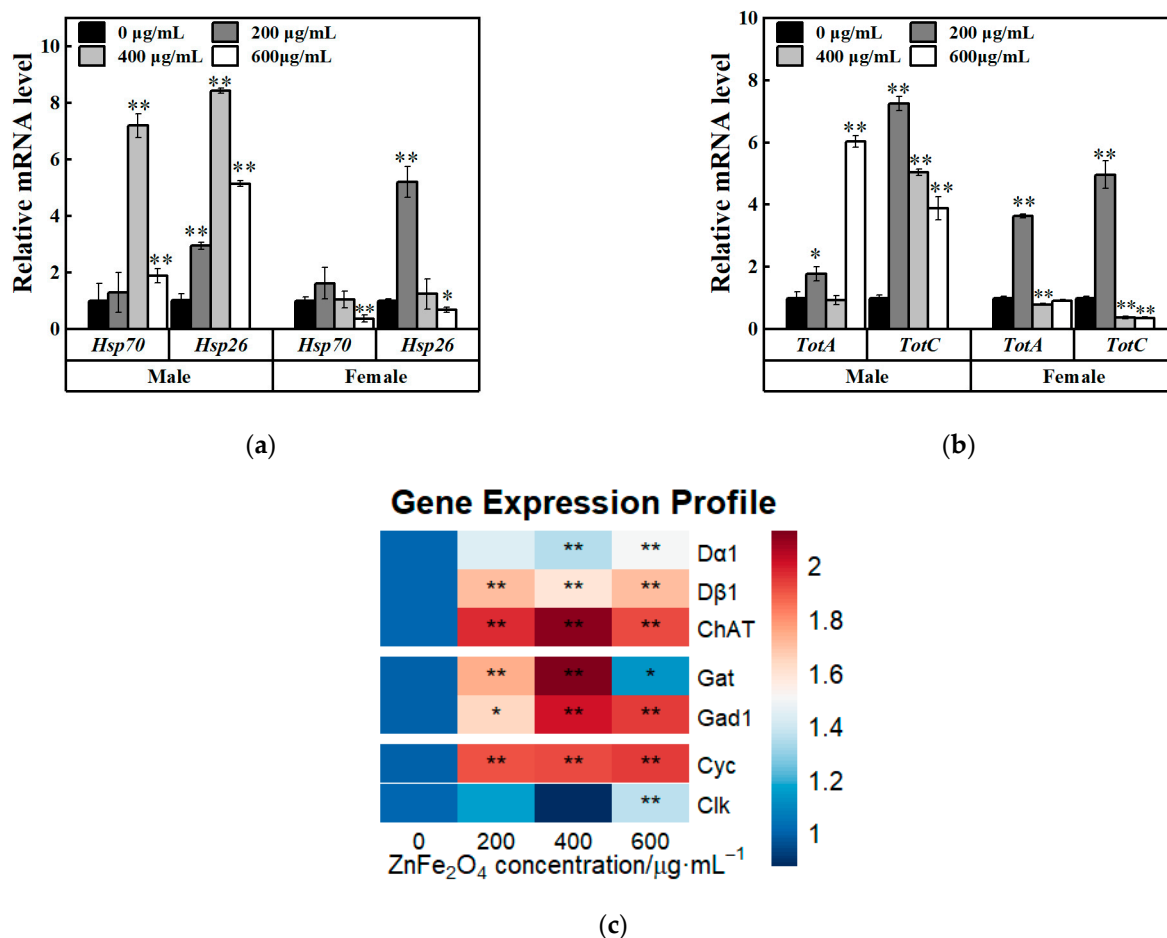 0 µg/mL 200 µg/mL
400 µg/mL 600µg/mL
Relative mRNA level
10
8
6
4
2
0
** ** ** ** ** ** ** *
Hsp70 Hsp26 Hsp70 Hsp26
Male Female
(a)
0 µg/mL 200 µg/mL
400 µg/mL 600µg/mL
Relative mRNA level
10
8
6
4
2
0
* ** ** ** ** ** ** ** ** **
TotA TotC TotA TotC
Male Female
(b)
Gene Expression Profile
** ** Dα1
** ** ** Dβ1
** ** ** ChAT
** ** * Gat
* ** ** Gad1
** ** ** Cyc
** Clk
0 200 400 600
ZnFe₂O₄ concentration/µg·mL⁻¹
2
1.8
1.6
1.4
1.2
1
(c)